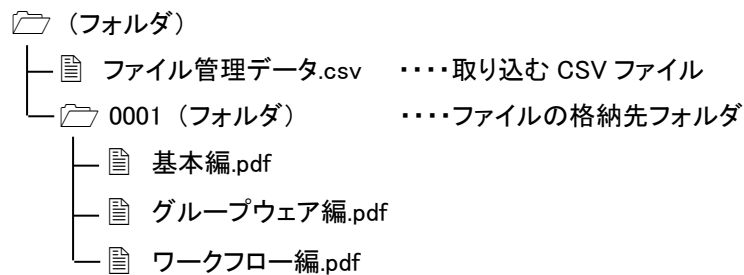 （フォルダ）
ファイル管理データ.csv ････取り込む CSV ファイル
0001（フォルダ） ････ファイルの格納先フォルダ
基本編.pdf
グループウェア編.pdf
ワークフロー編.pdf